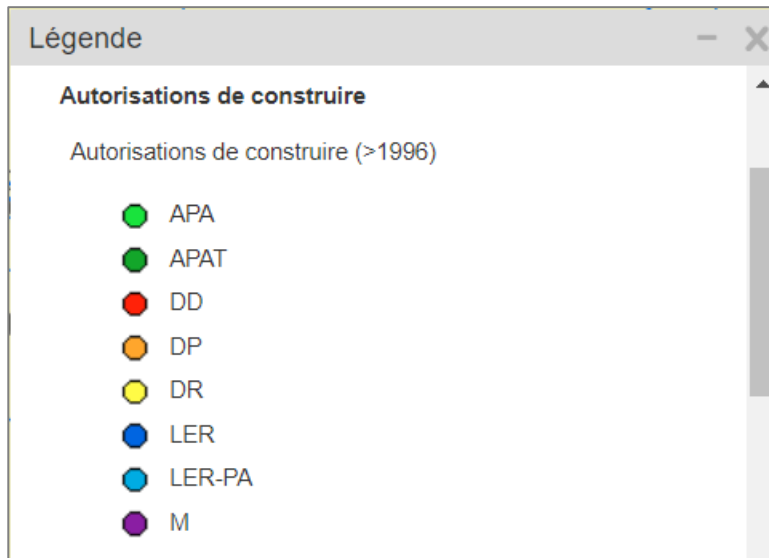 Légende
Autorisations de construire
Autorisations de construire (>1996)
APA
APAT
DD
DP
DR
LER
LER-PA
M